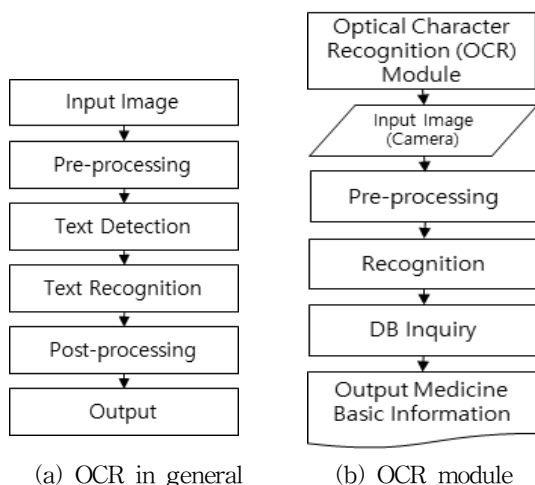 Input Image
Pre-processing
Text Detection
Text Recognition
Post-processing
Output
(a) OCR in general
Optical Character
Recognition (OCR)
Module
Input Image
(Camera)
Pre-processing
Recognition
DB Inquiry
Output Medicine
Basic Information
(b) OCR module